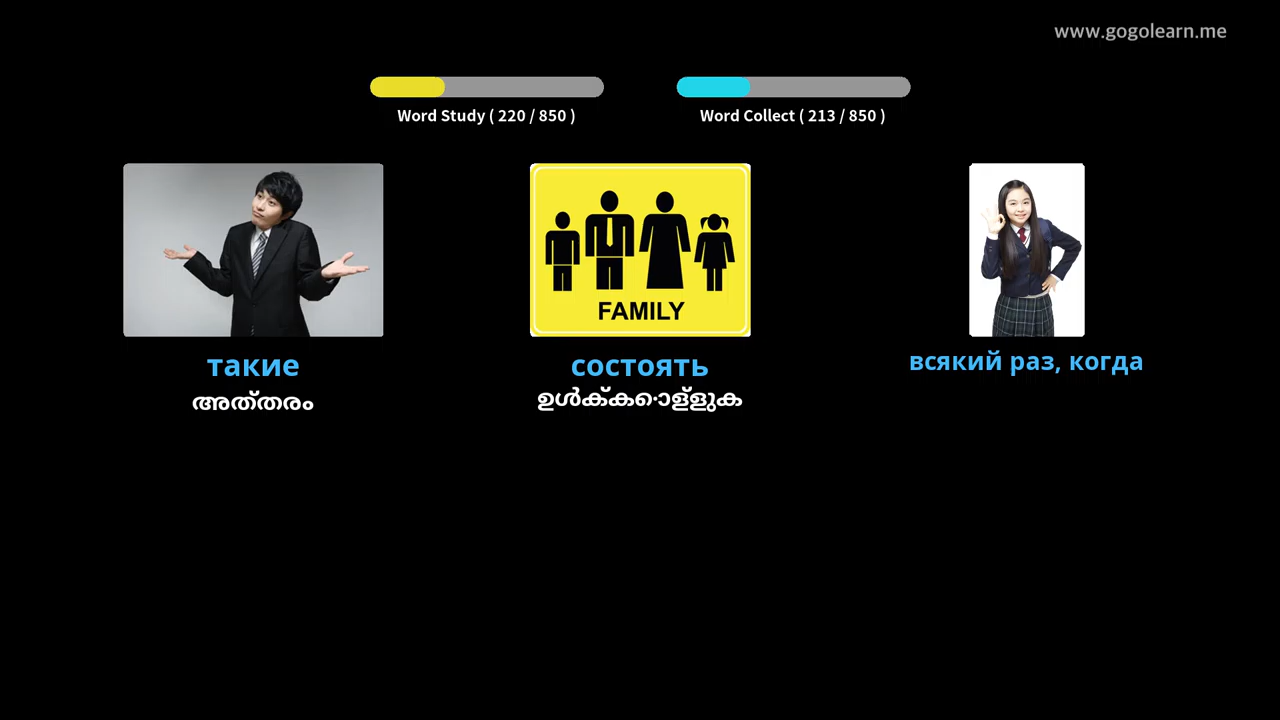 www.gogolearn.me
Word Study ( 220 / 850 )
Word Collect ( 213 / 850 )
FAMILY
такие
состоять
всякий раз, когда
അത്തരം
ഉൾക്കൊള്ളുക